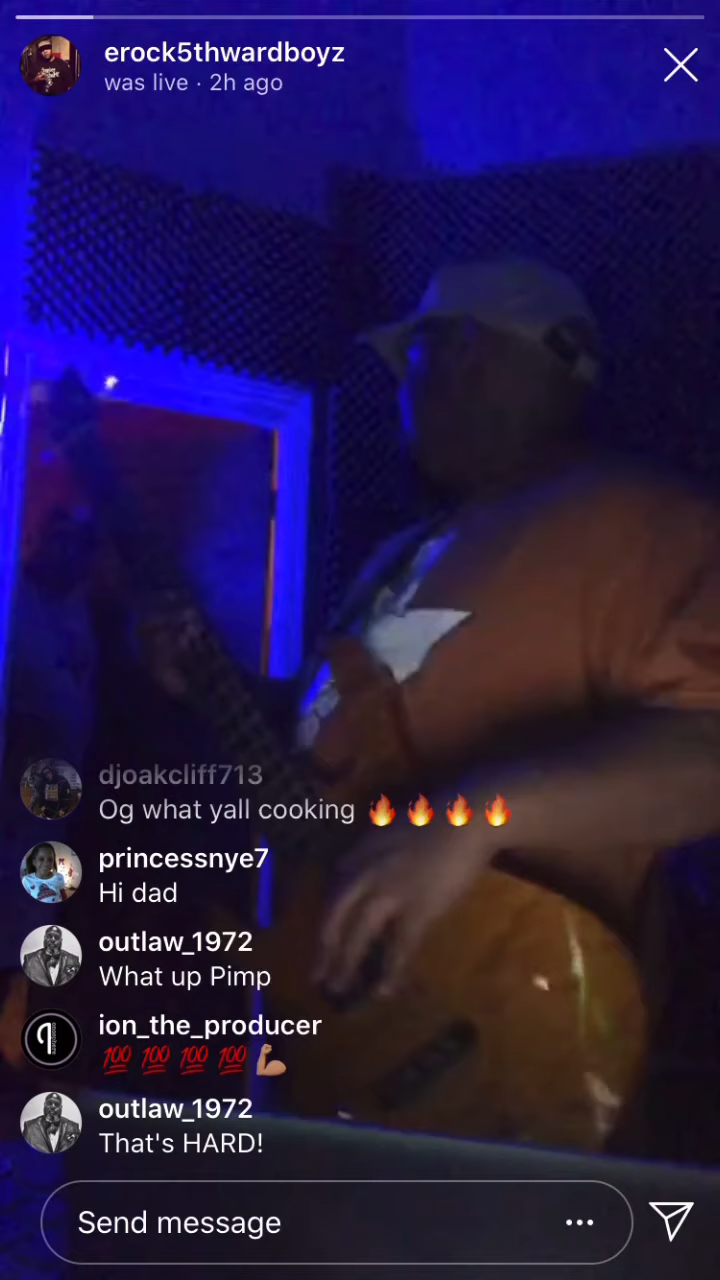 erock5thwardboyz
was live · 2h ago
djoakcliff713
Og what yall cooking 🔥 🔥 🔥 🔥
princessnye7
Hi dad
outlaw_1972
What up Pimp
ion_the_producer
💯 💯 💯 💯 💪🏽
outlaw_1972
That's HARD!
Send message